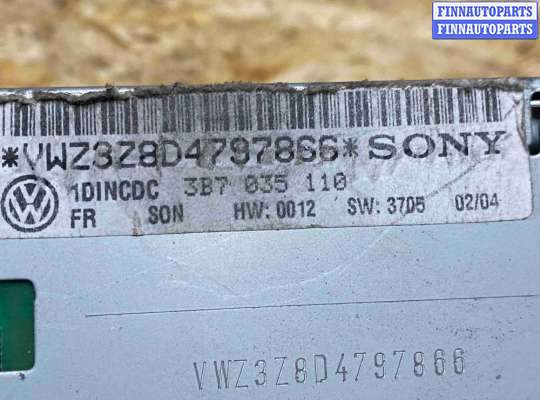 FINNAUTOPARTS
FINNAUTOPARTS
*VWZ3Z8D4797866* SONY
1DINCDC 3B7 035 110
FR SON HW: 0012 SW: 3705 02/04
VWZ3Z8D4797866